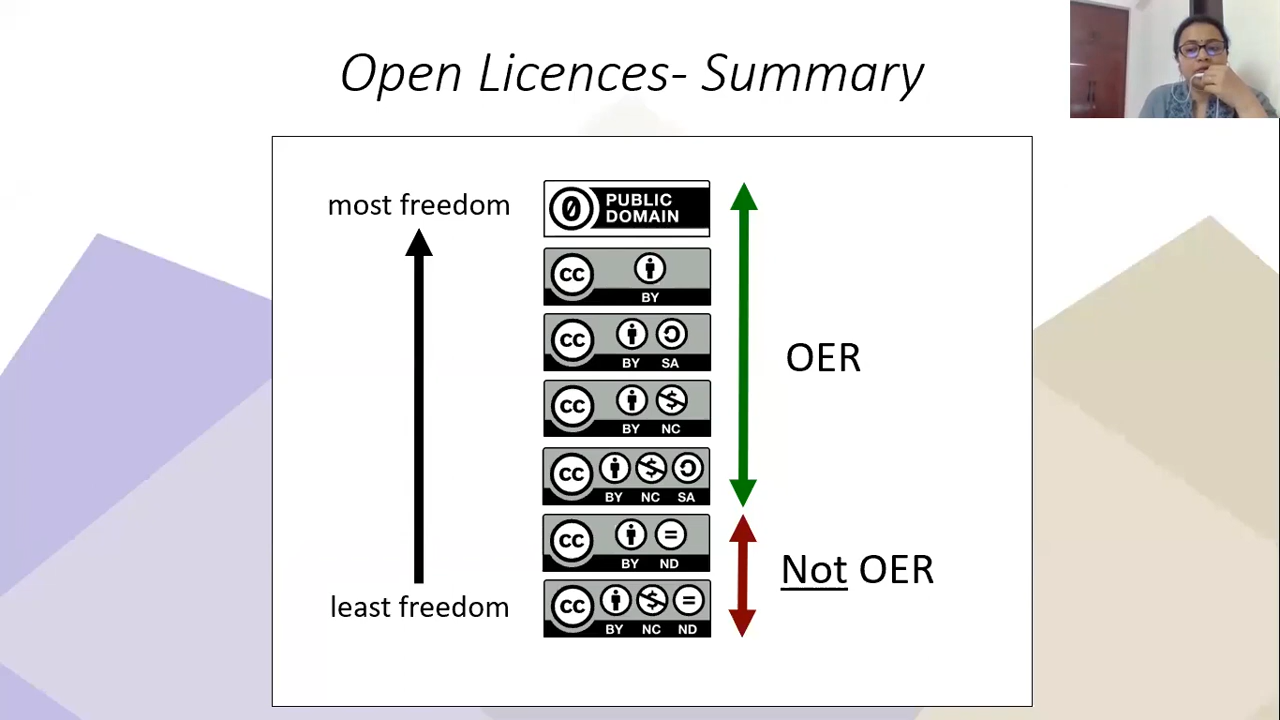 Open Licences- Summary
most freedom
least freedom
0 PUBLIC
DOMAIN
cc
BY
cc
BY SA
cc
BY NC
cc
BY NC SA
cc
BY ND
cc
BY NC ND
OER
Not OER